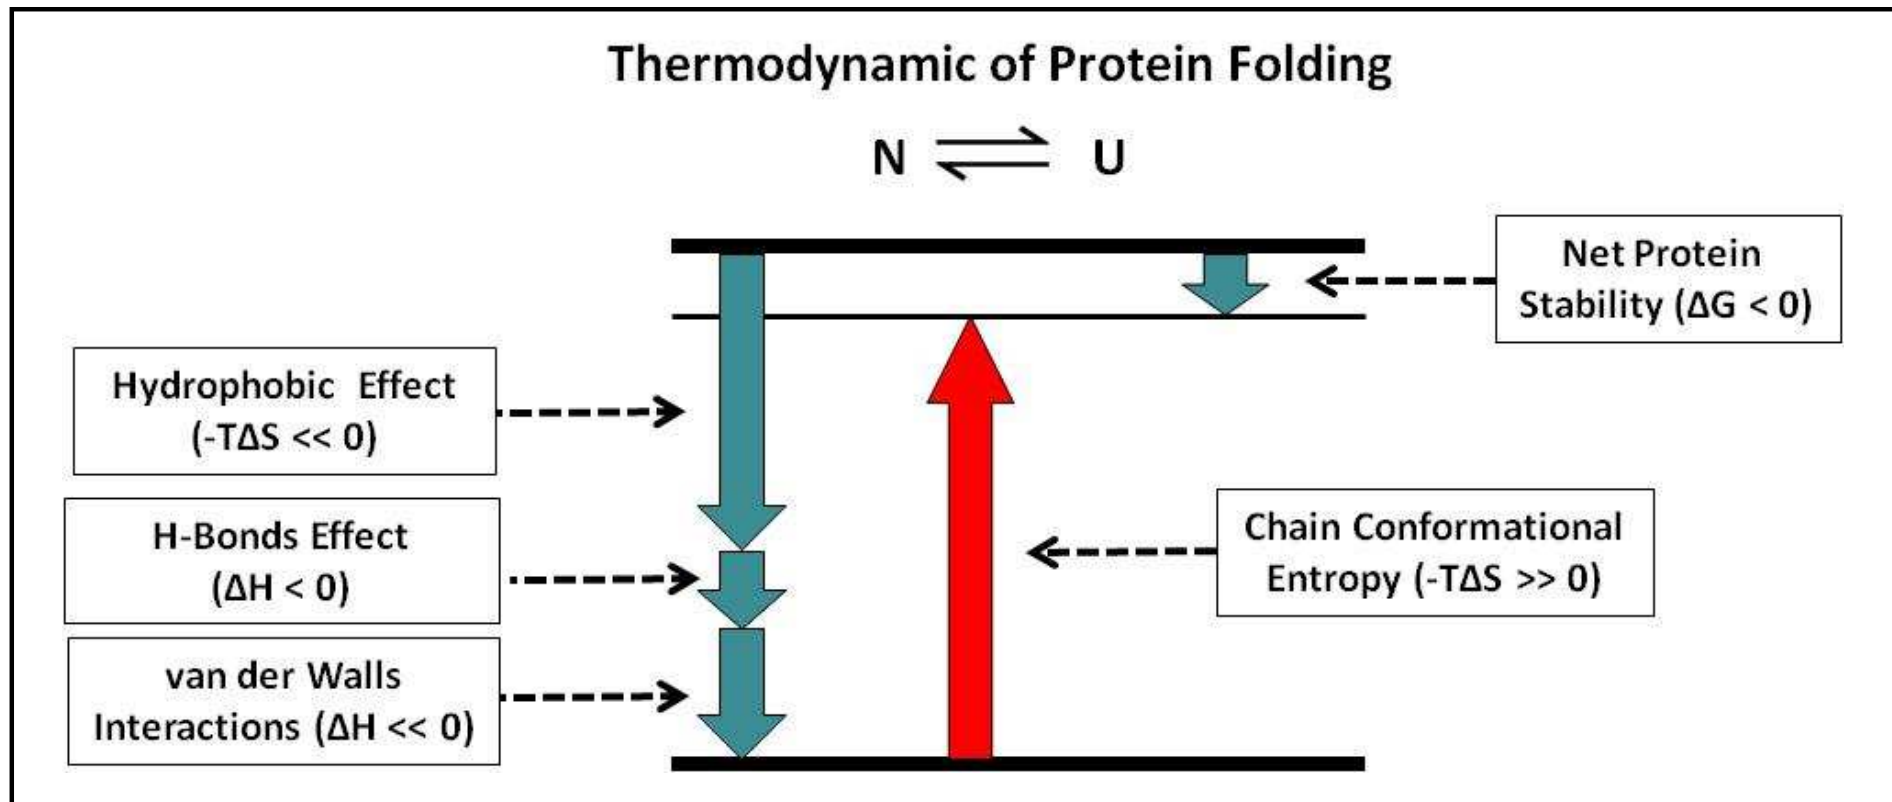 Thermodynamic of Protein Folding
N ⇌ U
Net Protein
Stability (ΔG < 0)
Hydrophobic Effect
(-TΔS << 0)
H-Bonds Effect
(ΔH < 0)
Chain Conformational
Entropy (-TΔS >> 0)
van der Walls
Interactions (ΔH << 0)